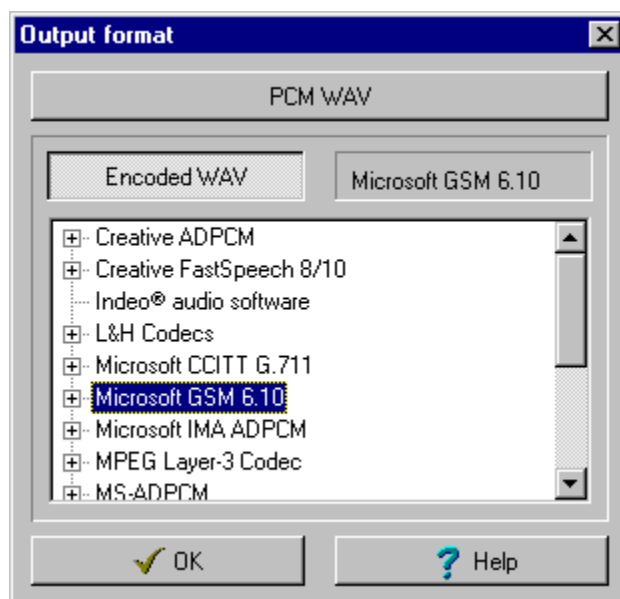 Output format
PCM WAV
Encoded WAV
Microsoft GSM 6.10
Creative ADPCM
Creative FastSpeech 8/10
Indeo® audio software
L&H Codecs
Microsoft CCITT G.711
Microsoft GSM 6.10
Microsoft IMA ADPCM
MPEG Layer-3 Codec
MS-ADPCM
OK
? Help